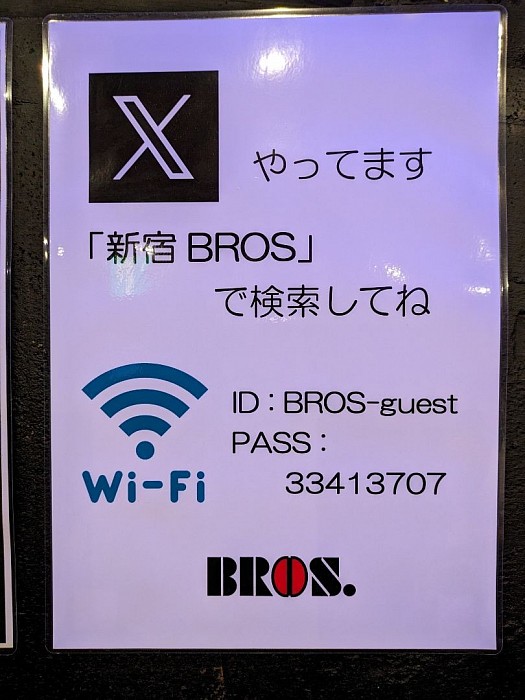 X
やってます
「新宿 BROS」
で検索してね
Wi-Fi
ID : BROS-guest
PASS :
33413707
BROS.